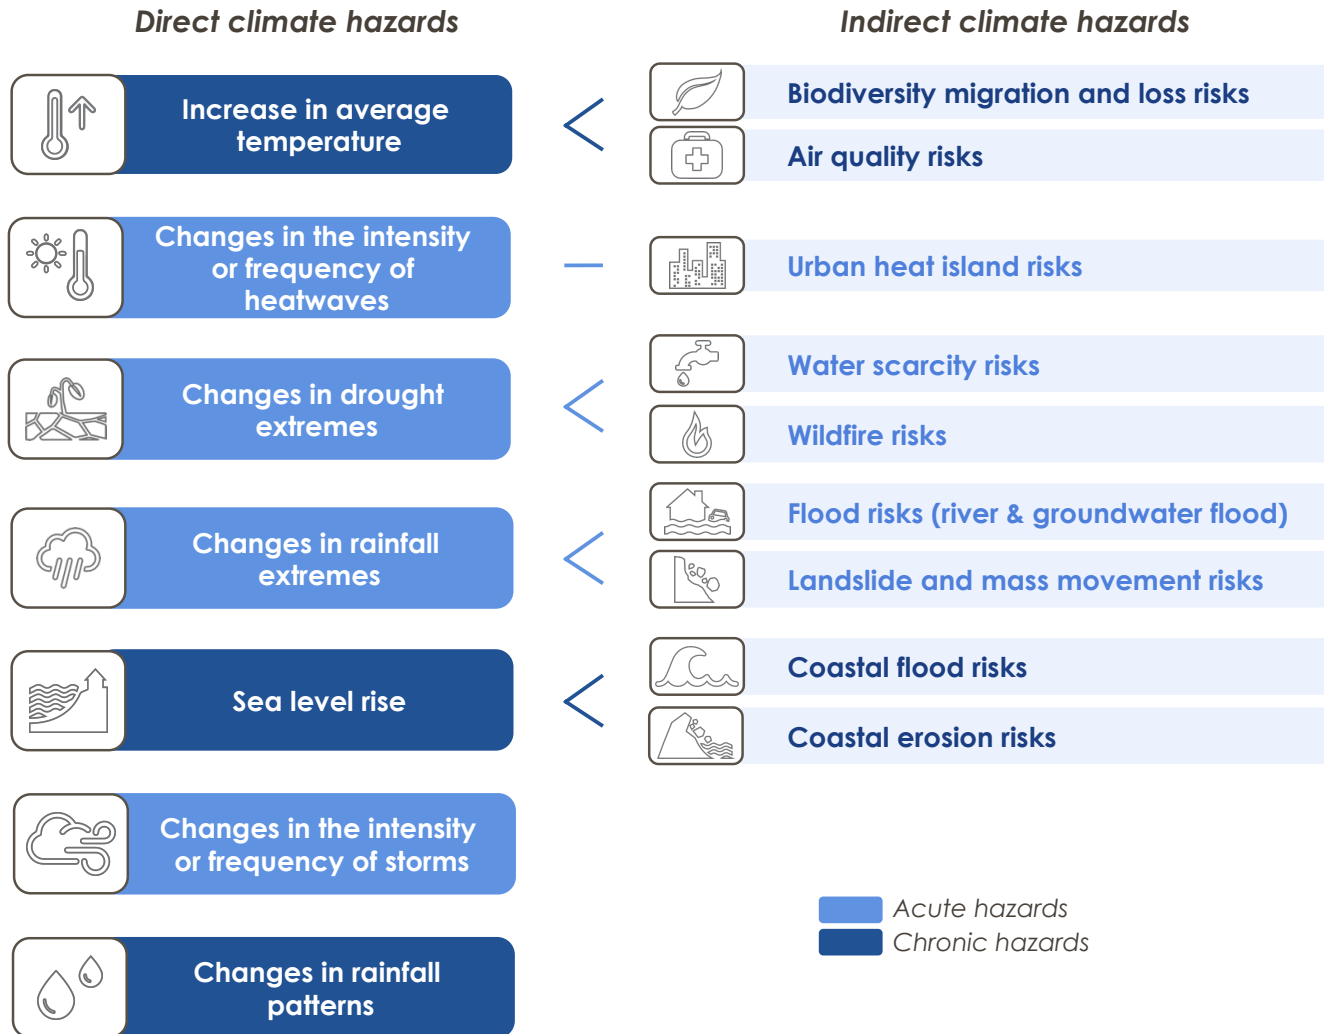 Direct climate hazards
Indirect climate hazards
Increase in average
temperature
Biodiversity migration and loss risks
Air quality risks
Changes in the intensity
or frequency of
heatwaves
Urban heat island risks
Changes in drought
extremes
Water scarcity risks
Wildfire risks
Changes in rainfall
extremes
Flood risks (river & groundwater flood)
Landslide and mass movement risks
Sea level rise
Coastal flood risks
Coastal erosion risks
Changes in the intensity
or frequency of storms
Changes in rainfall
patterns
Acute hazards
Chronic hazards